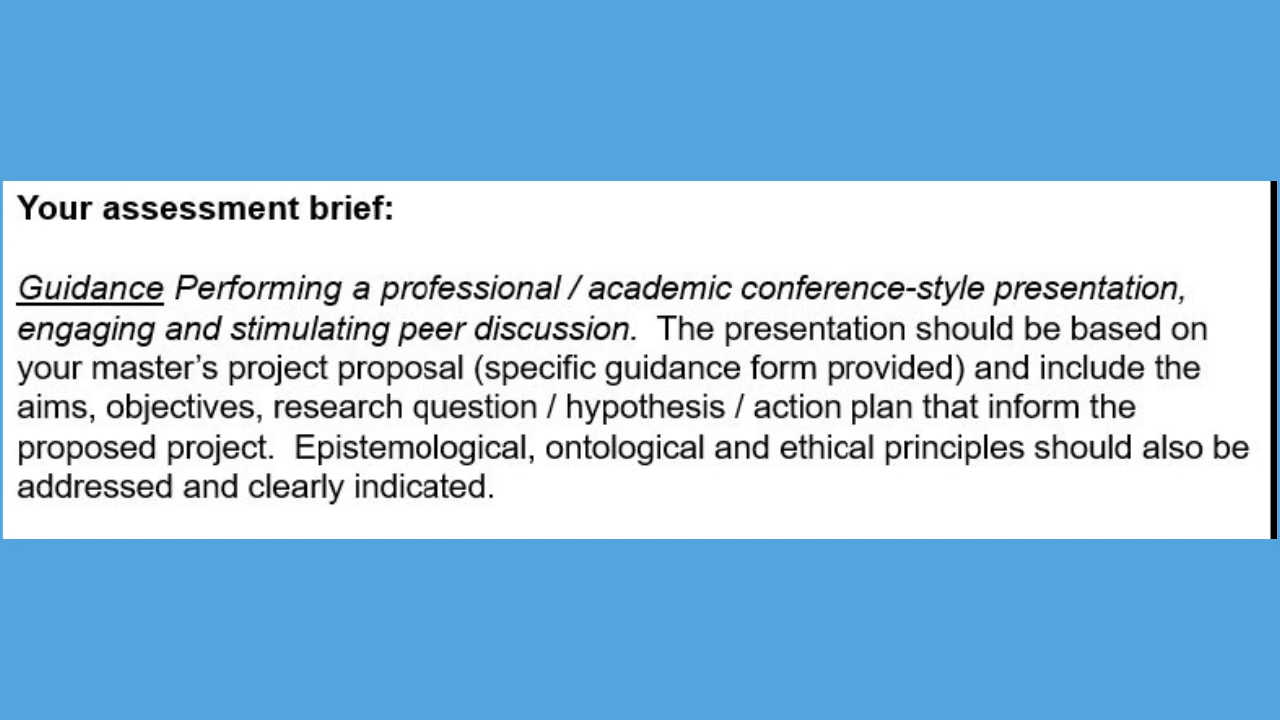 Your assessment brief:
Guidance Performing a professional / academic conference-style presentation,
engaging and stimulating peer discussion.  The presentation should be based on
your master’s project proposal (specific guidance form provided) and include the
aims, objectives, research question / hypothesis / action plan that inform the
proposed project.  Epistemological, ontological and ethical principles should also be
addressed and clearly indicated.